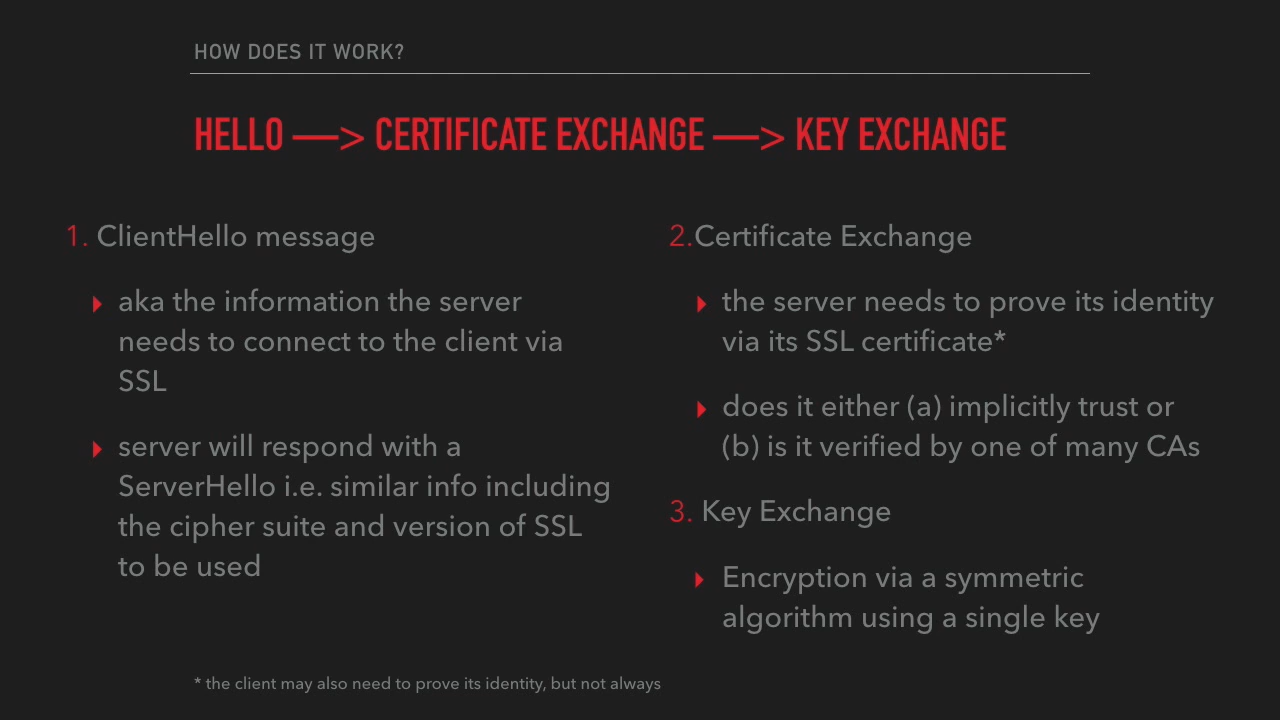 HOW DOES IT WORK?
HELLO —> CERTIFICATE EXCHANGE —> KEY EXCHANGE
1. ClientHello message
aka the information the server
needs to connect to the client via
SSL
server will respond with a
ServerHello i.e. similar info including
the cipher suite and version of SSL
to be used
2.Certificate Exchange
the server needs to prove its identity
via its SSL certificate*
does it either (a) implicitly trust or
(b) is it verified by one of many CAs
3. Key Exchange
Encryption via a symmetric
algorithm using a single key
* the client may also need to prove its identity, but not always